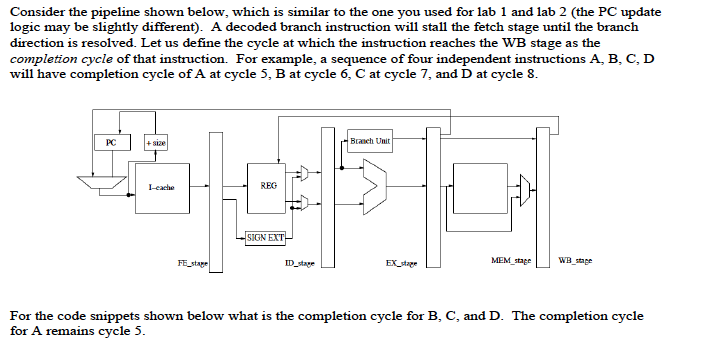 Consider the pipeline shown below, which is similar to the one you used for lab 1 and lab 2 (the PC update
logic may be slightly different). A decoded branch instruction will stall the fetch stage until the branch
direction is resolved. Let us define the cycle at which the instruction reaches the WB stage as the
completion cycle of that instruction. For example, a sequence of four independent instructions A, B, C, D
will have completion cycle of A at cycle 5, B at cycle 6, C at cycle 7, and D at cycle 8.
PC
+ size
Branch Unit
I-cache
REG
SIGN EXT
FE_stage
ID_stage
EX_stage
MEM_stage
WB_stage
For the code snippets shown below what is the completion cycle for B, C, and D. The completion cycle
for A remains cycle 5.